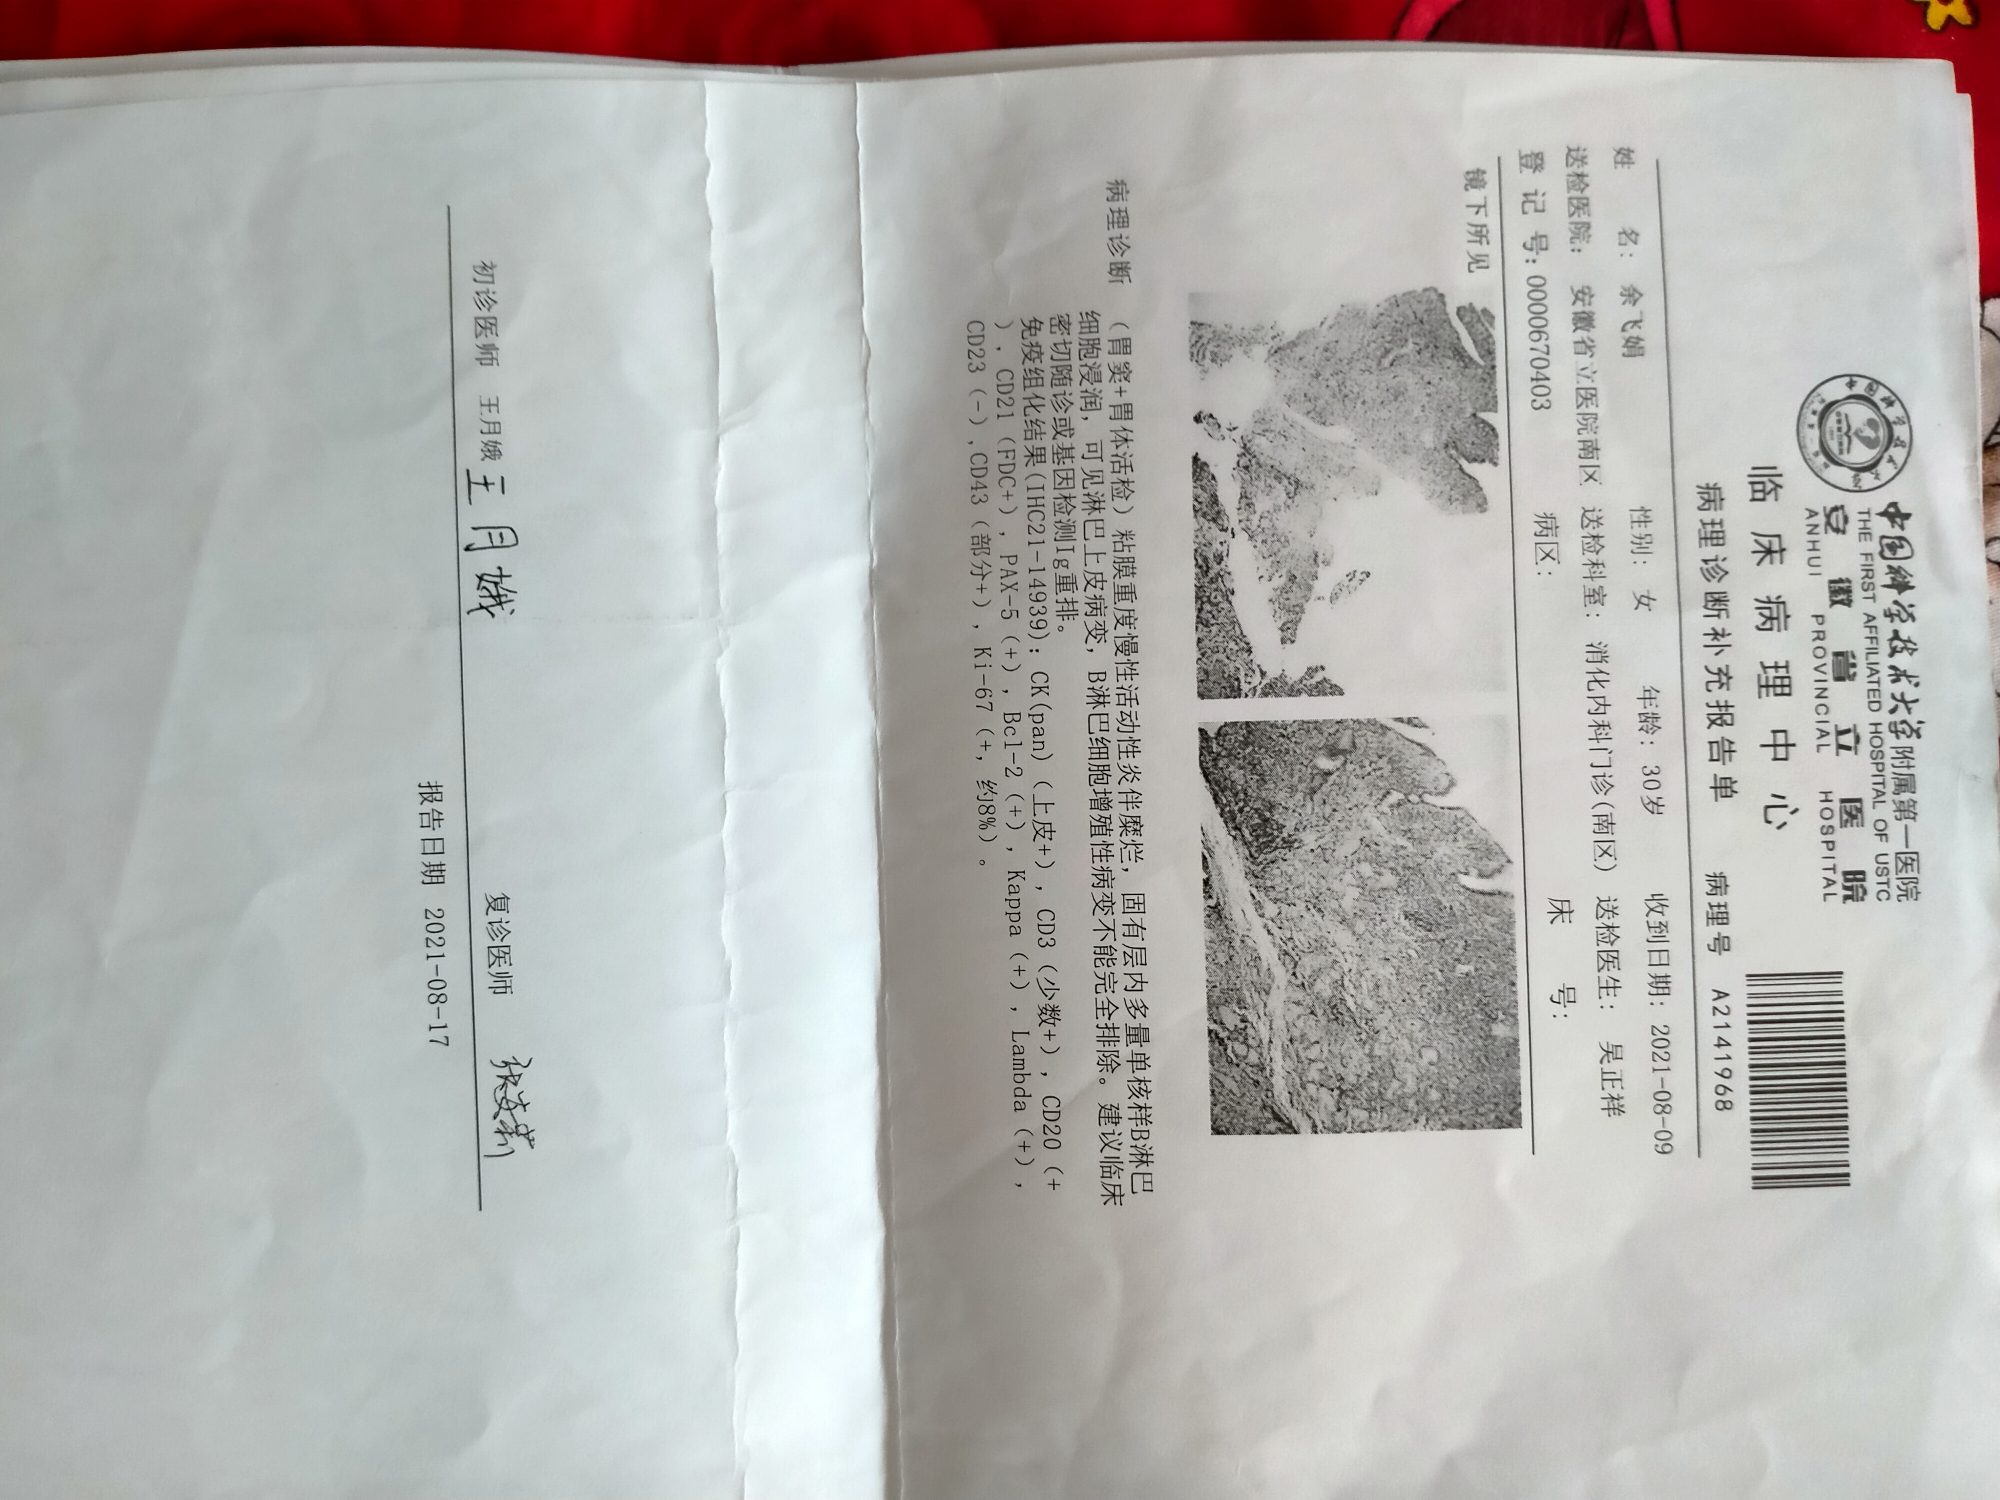 中国科学技术大学附属第一医院
THE FIRST AFFILIATED HOSPITAL OF USTC
安徽省立医院
ANHUI PROVINCIAL HOSPITAL
临床病理中心
病理诊断补充报告单 病理号 A2141968
姓 名: 余飞娟 性别: 女 年龄: 30岁 收到日期: 2021-08-09
送检医院: 安徽省立医院南区 送检科室: 消化内科门诊(南区) 送检医生: 吴正祥
登 记 号: 0000670403 病区: 床 号:
镜下所见
病理诊断 (胃窦+胃体活检)粘膜重度慢性活动性炎伴糜烂, 固有层内多量单核样B淋巴
细胞浸润, 可见淋巴上皮病变, B淋巴细胞增殖性病变不能完全排除。建议临床
密切随诊或基因检测Ig重排。
免疫组化结果(IHC21-14939): CK(pan)(上皮+), CD3(少数+), CD20(+
), CD21(FDC+), PAX-5(+), Bcl-2(+), Kappa(+), Lambda(+),
CD23(-),CD43(部分+), Ki-67(+, 约8%)。
初诊医师 王月娥 王月娥 复诊医师
报告日期 2021-08-17